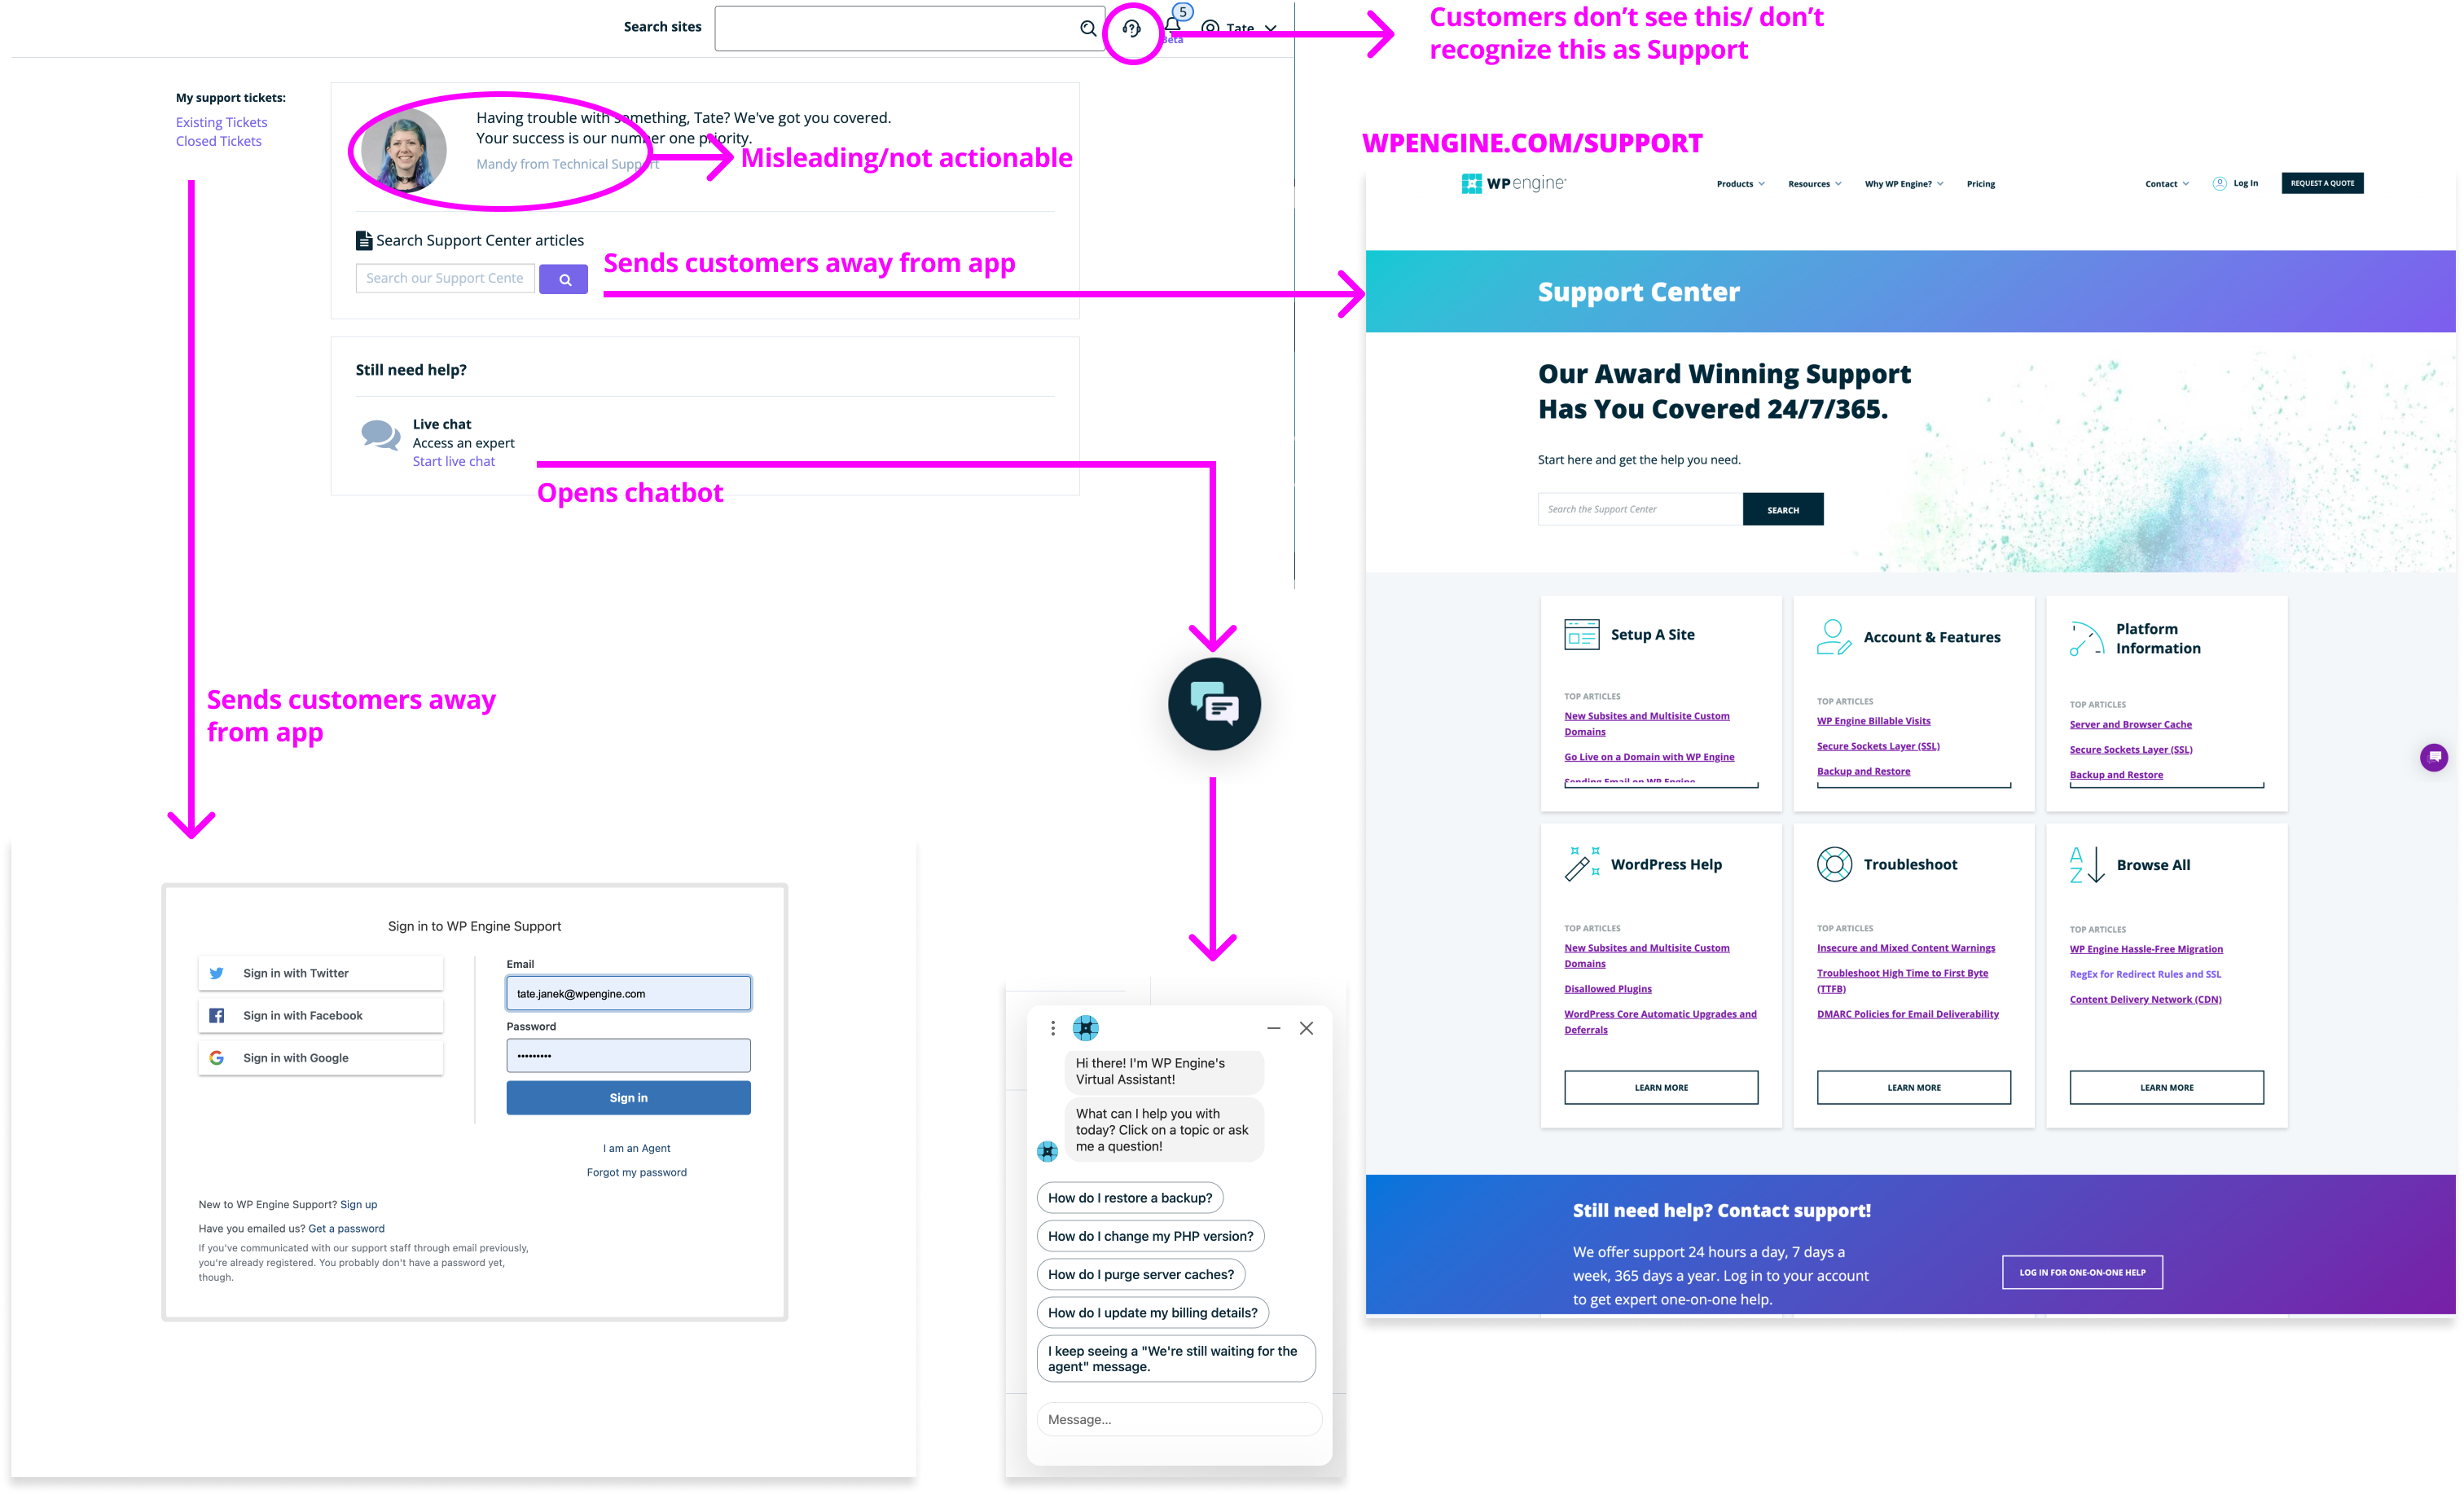 Search sites
5
Beta
Tate
Customers don't see this/ don't
recognize this as Support
My support tickets:
Existing Tickets
Closed Tickets
Having trouble with something, Tate? We've got you covered.
Your success is our number one priority.
Mandy from Technical Support
Misleading/not actionable
Search Support Center articles
Search our Support Cente
Sends customers away from app
Still need help?
Live chat
Access an expert
Start live chat
Opens chatbot
Sends customers away
from app
Sign in to WP Engine Support
Sign in with Twitter
Sign in with Facebook
Sign in with Google
Email
tate.janek@wpengine.com
Password
•••••••••
Sign in
I am an Agent
Forgot my password
New to WP Engine Support? Sign up
Have you emailed us? Get a password
If you've communicated with our support staff through email previously,
you're already registered. You probably don't have a password yet,
though.
Hi there! I'm WP Engine's
Virtual Assistant!
What can I help you with
today? Click on a topic or ask
me a question!
How do I restore a backup?
How do I change my PHP version?
How do I purge server caches?
How do I update my billing details?
I keep seeing a "We're still waiting for the
agent" message.
Message...
WPENGINE.COM/SUPPORT
WP engine
Products
Resources
Why WP Engine?
Pricing
Contact
Log In
REQUEST A QUOTE
Support Center
Our Award Winning Support
Has You Covered 24/7/365.
Start here and get the help you need.
Search the Support Center
SEARCH
Setup A Site
TOP ARTICLES
New Subsites and Multisite Custom
Domains
Go Live on a Domain with WP Engine
Sending Email on WP Engine
Account & Features
TOP ARTICLES
WP Engine Billable Visits
Secure Sockets Layer (SSL)
Backup and Restore
Platform
Information
TOP ARTICLES
Server and Browser Cache
Secure Sockets Layer (SSL)
Backup and Restore
WordPress Help
TOP ARTICLES
New Subsites and Multisite Custom
Domains
Disallowed Plugins
WordPress Core Automatic Upgrades and
Deferrals
LEARN MORE
Troubleshoot
TOP ARTICLES
Insecure and Mixed Content Warnings
Troubleshoot High Time to First Byte
(TTFB)
DMARC Policies for Email Deliverability
LEARN MORE
A
Z
Browse All
TOP ARTICLES
WP Engine Hassle-Free Migration
RegEx for Redirect Rules and SSL
Content Delivery Network (CDN)
LEARN MORE
Still need help? Contact support!
We offer support 24 hours a day, 7 days a
week, 365 days a year. Log in to your account
to get expert one-on-one help.
LOG IN FOR ONE-ON-ONE HELP